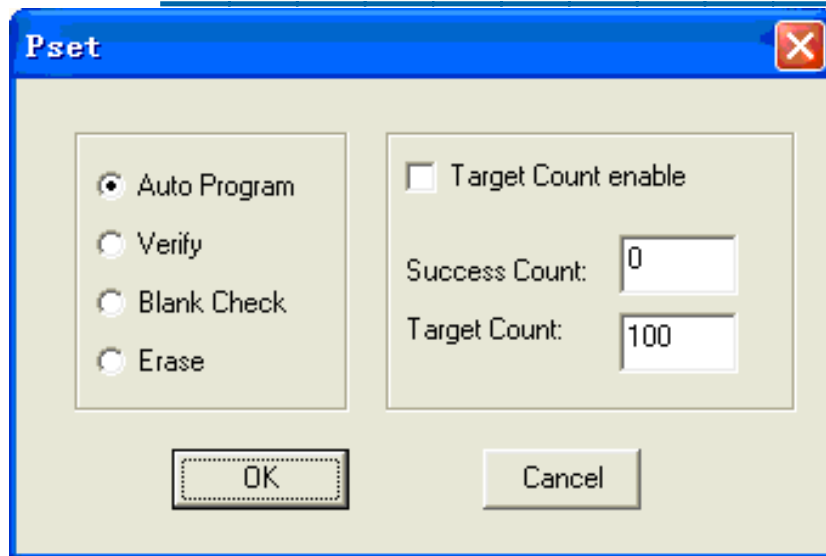 Pset
Auto Program
Verify
Blank Check
Erase
Target Count enable
Success Count: 0
Target Count: 100
OK
Cancel